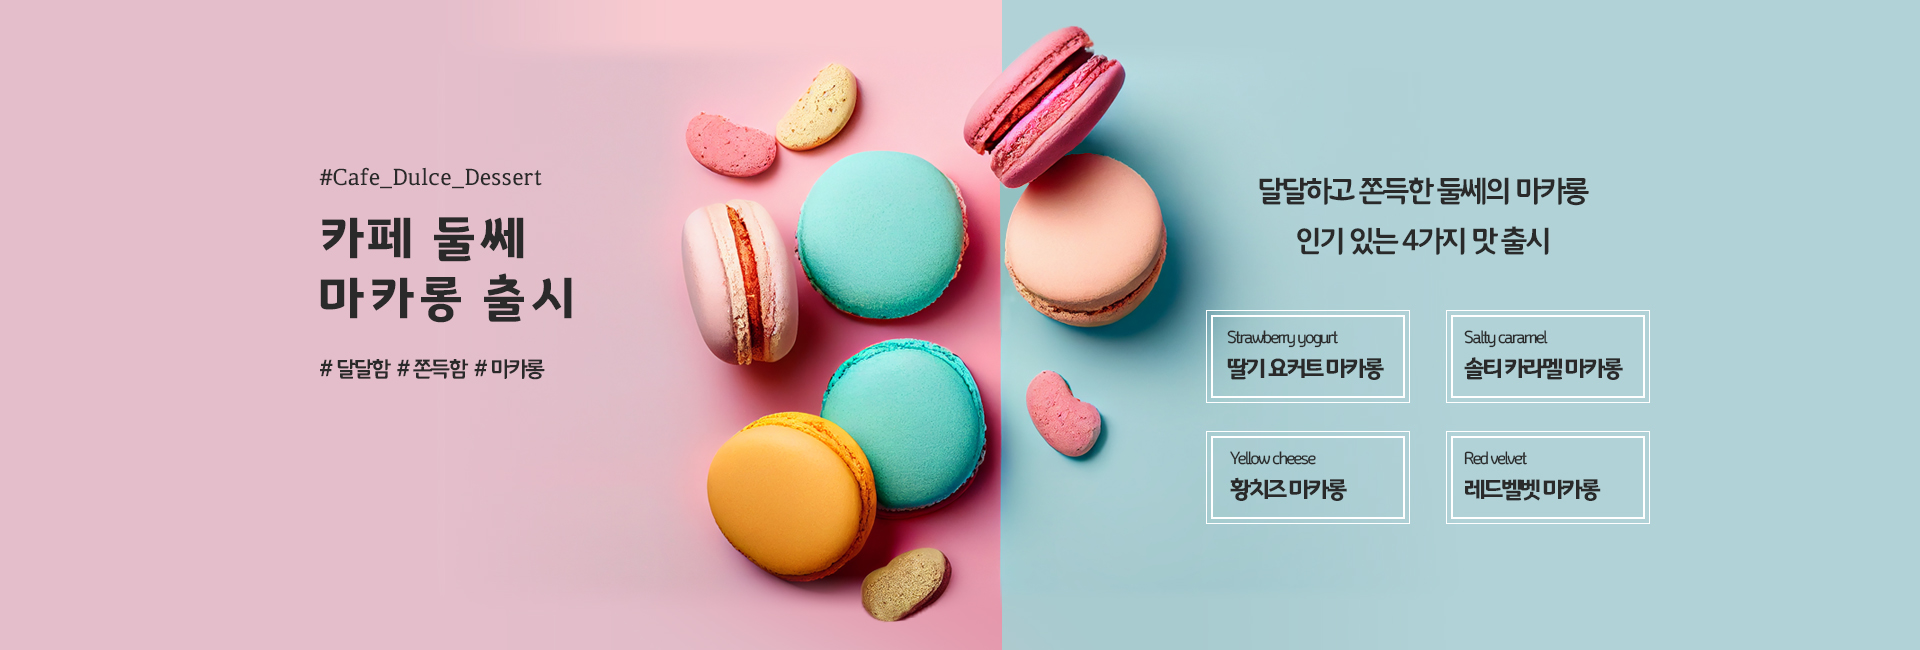 #Cafe_Dulce_Dessert
카페 둘쎄
마카롱 출시
# 달달함 # 쫀득함 # 마카롱
달달하고 쫀득한 둘쎄의 마카롱
인기 있는 4가지 맛 출시
Strawberry yogurt
딸기 요커트 마카롱
Salty caramel
솔티 카라멜 마카롱
Yellow cheese
황치즈 마카롱
Red velvet
레드벨벳 마카롱